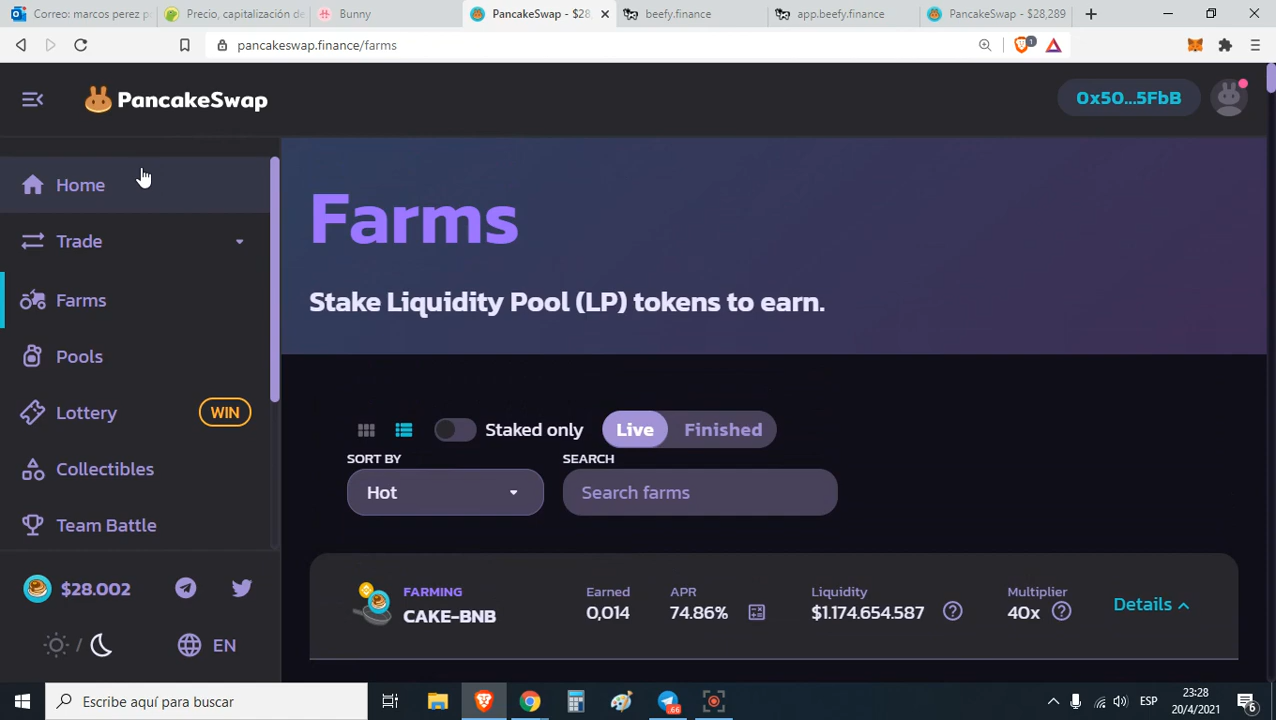 Correo: marcos perez p
Precio, capitalización de
Bunny
PancakeSwap - $28
beefy.finance
app.beefy.finance
PancakeSwap - $28,289
pancakeswap.finance/farms
1
PancakeSwap
0x50...5FbB
Home
Trade
Farms
Pools
Lottery
WIN
Collectibles
Team Battle
$28.002
/
EN
Farms
Stake Liquidity Pool (LP) tokens to earn.
Staked only
Live
Finished
SORT BY
SEARCH
Hot
Search farms
FARMING
CAKE-BNB
Earned
0,014
APR
74.86%
Liquidity
$1.174.654.587
Multiplier
40x
Details
Escribe aquí para buscar
66
ESP
23:28
20/4/2021
6